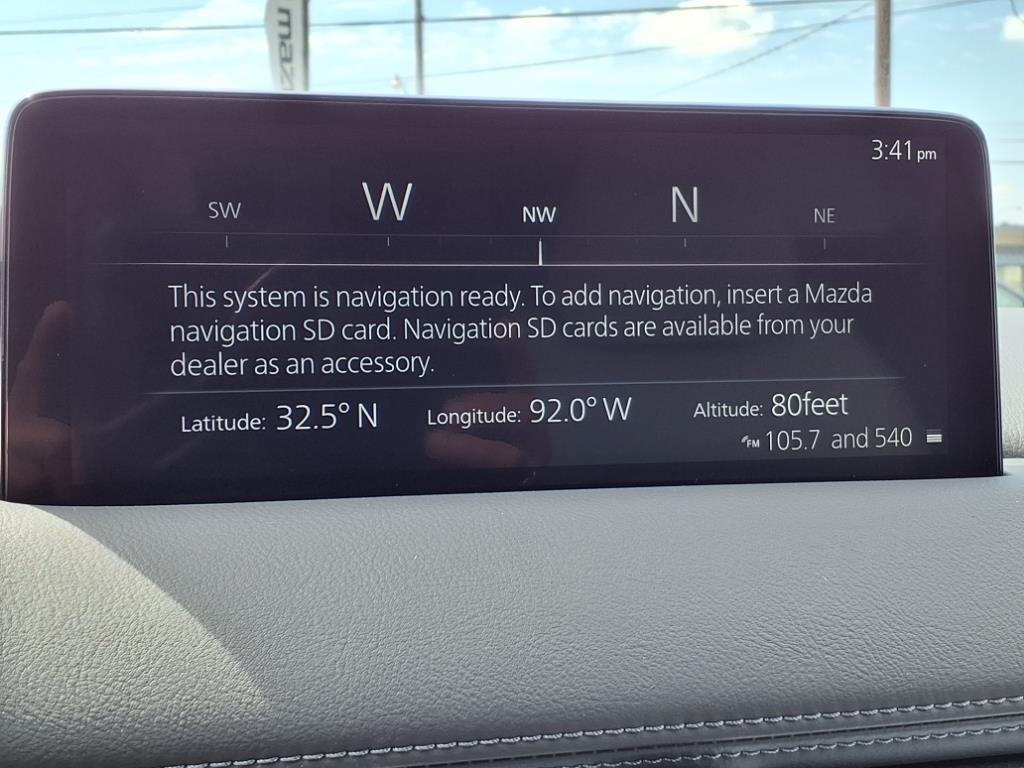 maz
3:41 pm
SW W NW N NE
This system is navigation ready. To add navigation, insert a Mazda
navigation SD card. Navigation SD cards are available from your
dealer as an accessory.
Latitude: 32.5° N Longitude: 92.0° W Altitude: 80feet
FM 105.7 and 540